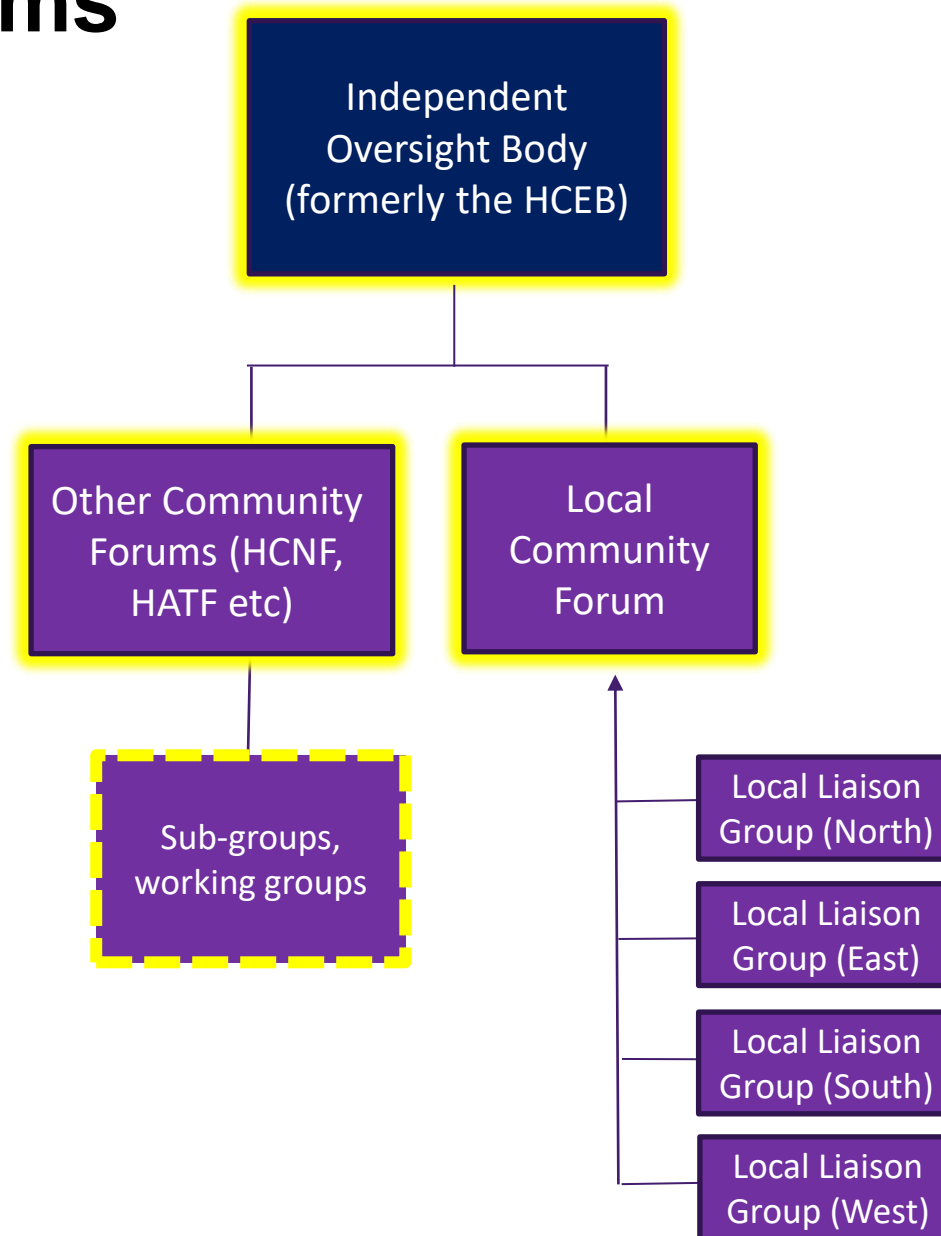 ms
Independent
Oversight Body
(formerly the HCEB)
Other Community
Forums (HCNF,
HATF etc)
Local
Community
Forum
Sub-groups,
working groups
Local Liaison
Group (North)
Local Liaison
Group (East)
Local Liaison
Group (South)
Local Liaison
Group (West)